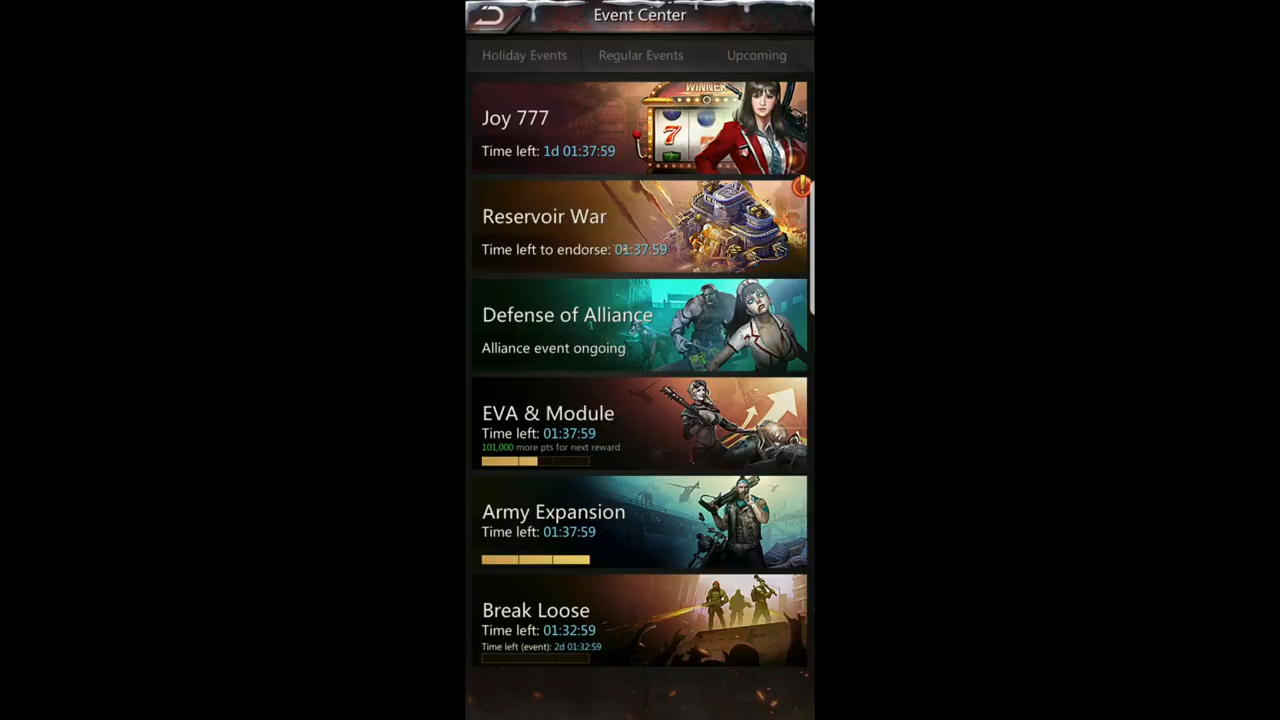 Event Center
Holiday Events
Regular Events
Upcoming
WINNER
Joy 777
Time left: 1d 01:37:59
7
Reservoir War
Time left to endorse: 01:37:59
Defense of Alliance
Alliance event ongoing
EVA & Module
Time left: 01:37:59
101,000 more pts for next reward
Army Expansion
Time left: 01:37:59
Break Loose
Time left: 01:32:59
Time left (event): 2d 01:32:59